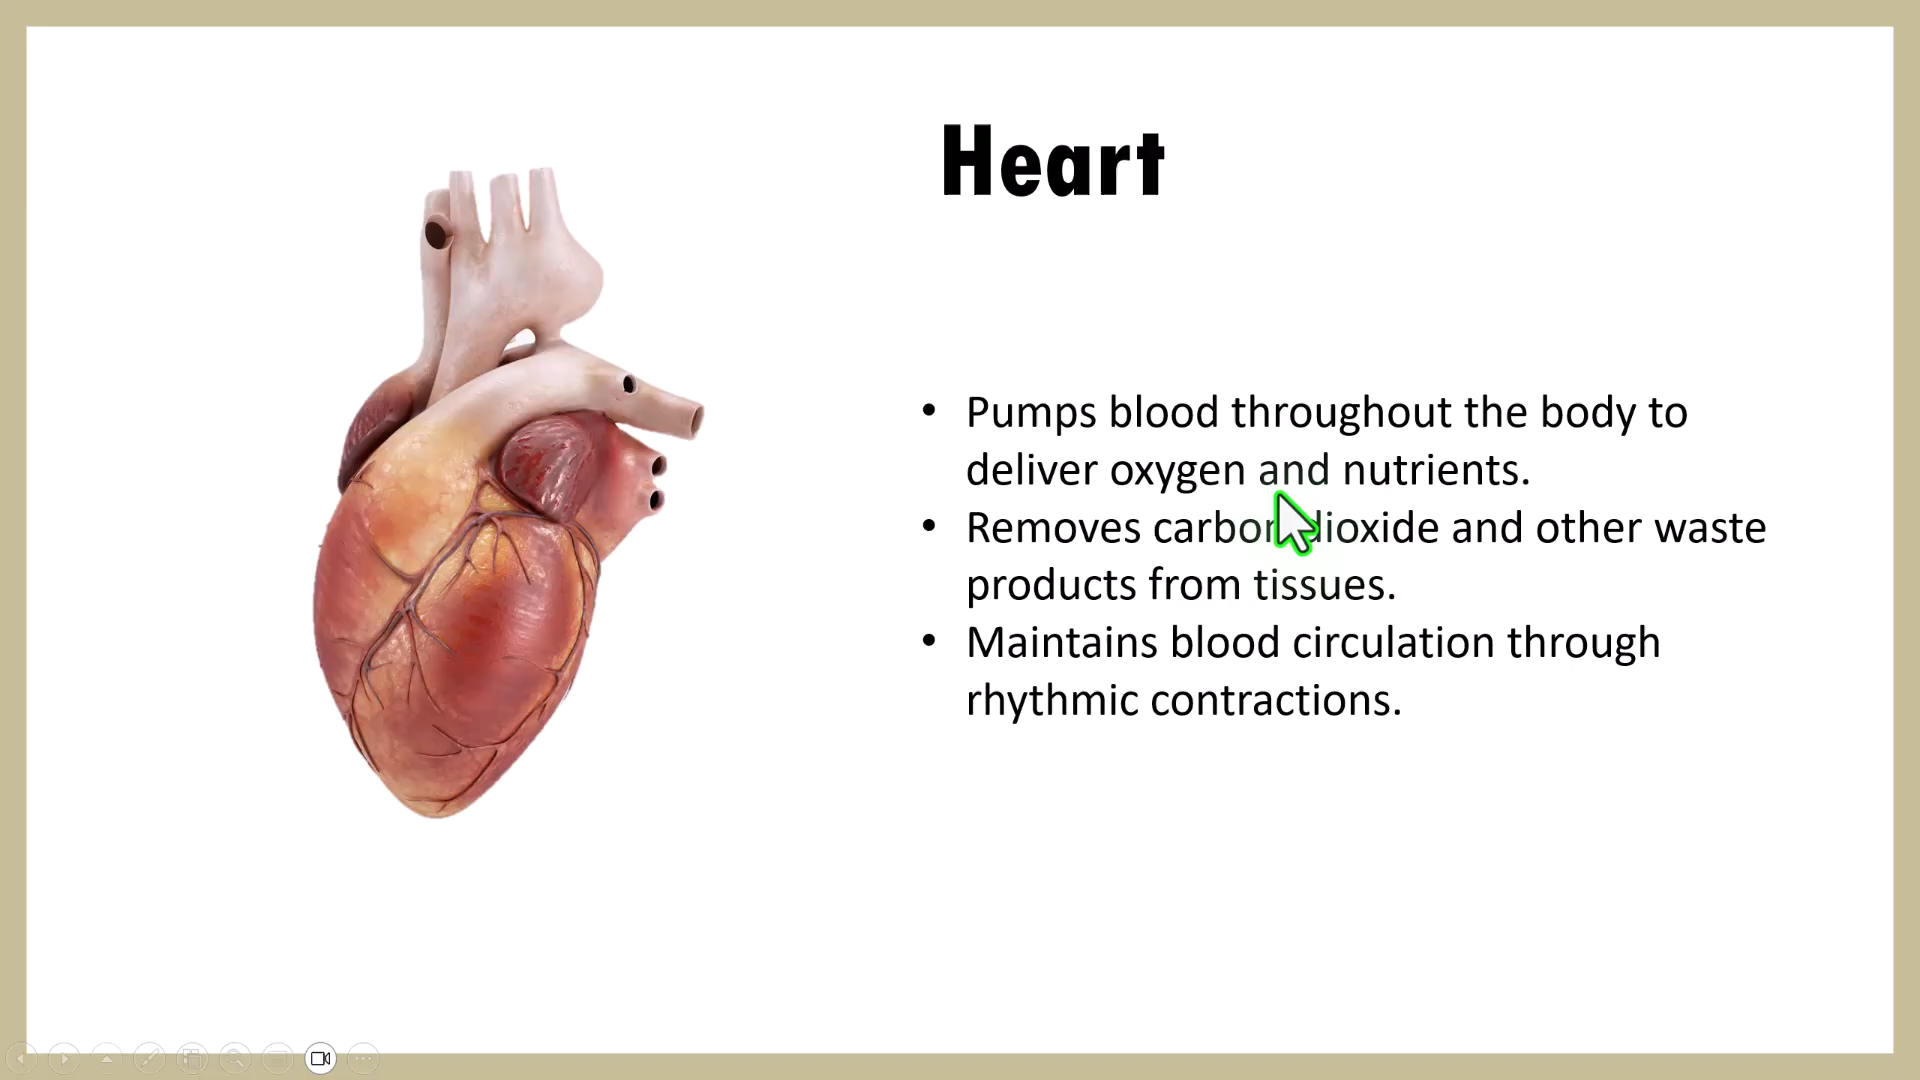 Heart
• Pumps blood throughout the body to
deliver oxygen and nutrients.
• Removes carbon dioxide and other waste
products from tissues.
• Maintains blood circulation through
rhythmic contractions.